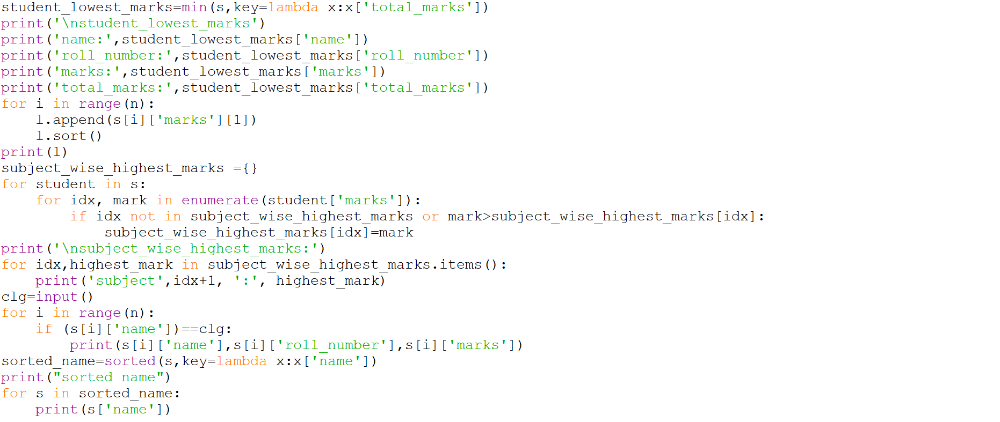 student_lowest_marks=min(s,key=lambda x:x['total_marks'])
print('\nstudent_lowest_marks')
print('name:',student_lowest_marks['name'])
print('roll_number:',student_lowest_marks['roll_number'])
print('marks:',student_lowest_marks['marks'])
print('total_marks:',student_lowest_marks['total_marks'])
for i in range(n):
    l.append(s[i]['marks'][1])
    l.sort()
print(l)
subject_wise_highest_marks ={}
for student in s:
    for idx, mark in enumerate(student['marks']):
        if idx not in subject_wise_highest_marks or mark>subject_wise_highest_marks[idx]:
            subject_wise_highest_marks[idx]=mark
print('\nsubject_wise_highest_marks:')
for idx,highest_mark in subject_wise_highest_marks.items():
    print('subject',idx+1, ':', highest_mark)
clg=input()
for i in range(n):
    if (s[i]['name'])==clg:
        print(s[i]['name'],s[i]['roll_number'],s[i]['marks'])
sorted_name=sorted(s,key=lambda x:x['name'])
print("sorted name")
for s in sorted_name:
    print(s['name'])